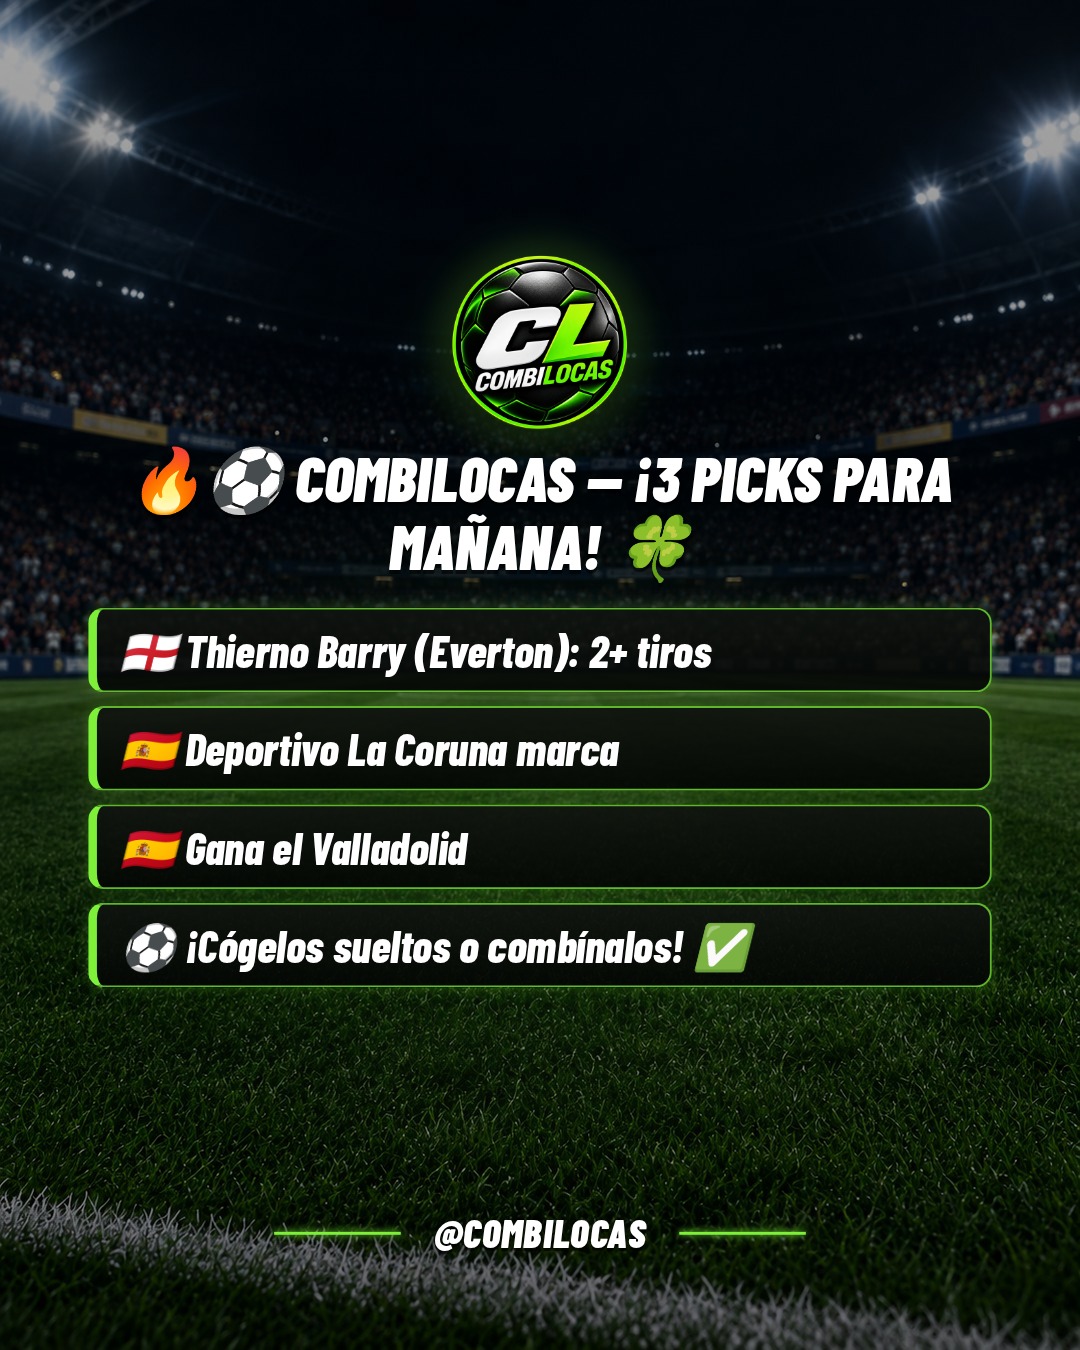 CL
COMBILOCAS
🔥⚽ COMBILOCAS – ¡3 PICKS PARA
MAÑANA! 🍀
🏴󠁧󠁢󠁥󠁮󠁧󠁿 Thierno Barry (Everton): 2+ tiros
🇪🇸 Deportivo La Coruna marca
🇪🇸 Gana el Valladolid
⚽ ¡Cógelos sueltos o combínalos! ✅
@COMBILOCAS